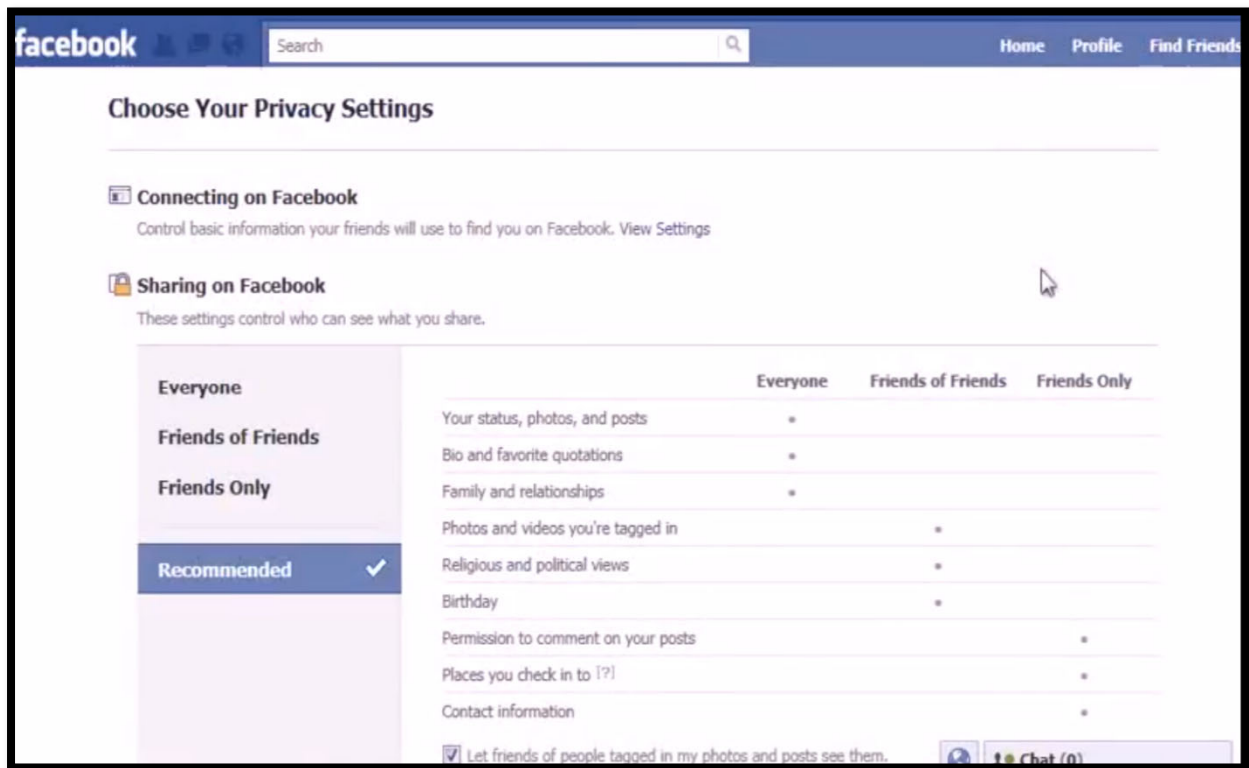 facebook Search Home Profile Find Friends
Choose Your Privacy Settings
Connecting on Facebook
Control basic information your friends will use to find you on Facebook. View Settings
Sharing on Facebook
These settings control who can see what you share.
Everyone
Friends of Friends
Friends Only
Recommended
Everyone Friends of Friends Friends Only
Your status, photos, and posts
Bio and favorite quotations
Family and relationships
Photos and videos you're tagged in
Religious and political views
Birthday
Permission to comment on your posts
Places you check in to [?]
Contact information
Let friends of people tagged in my photos and posts see them.
Chat (0)